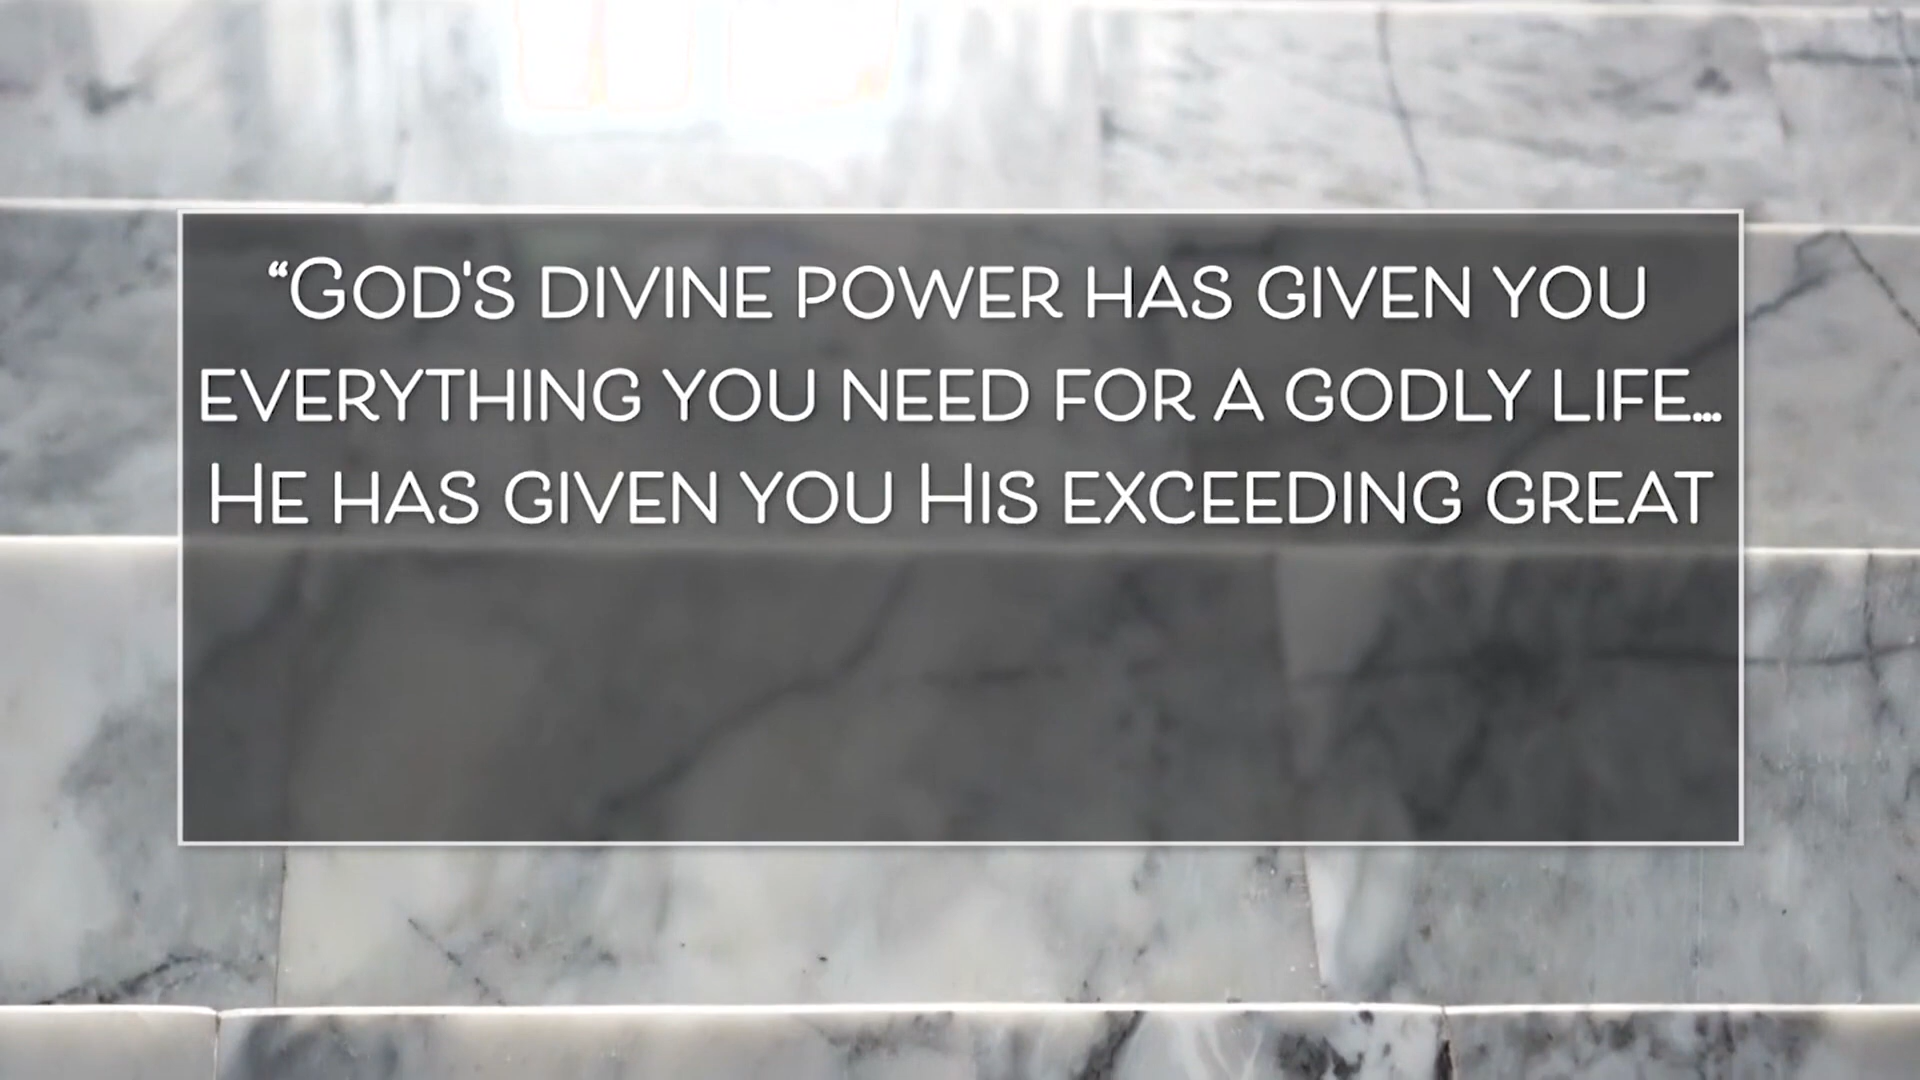 “God's divine power has given you
everything you need for a godly life...
He has given you His exceeding great